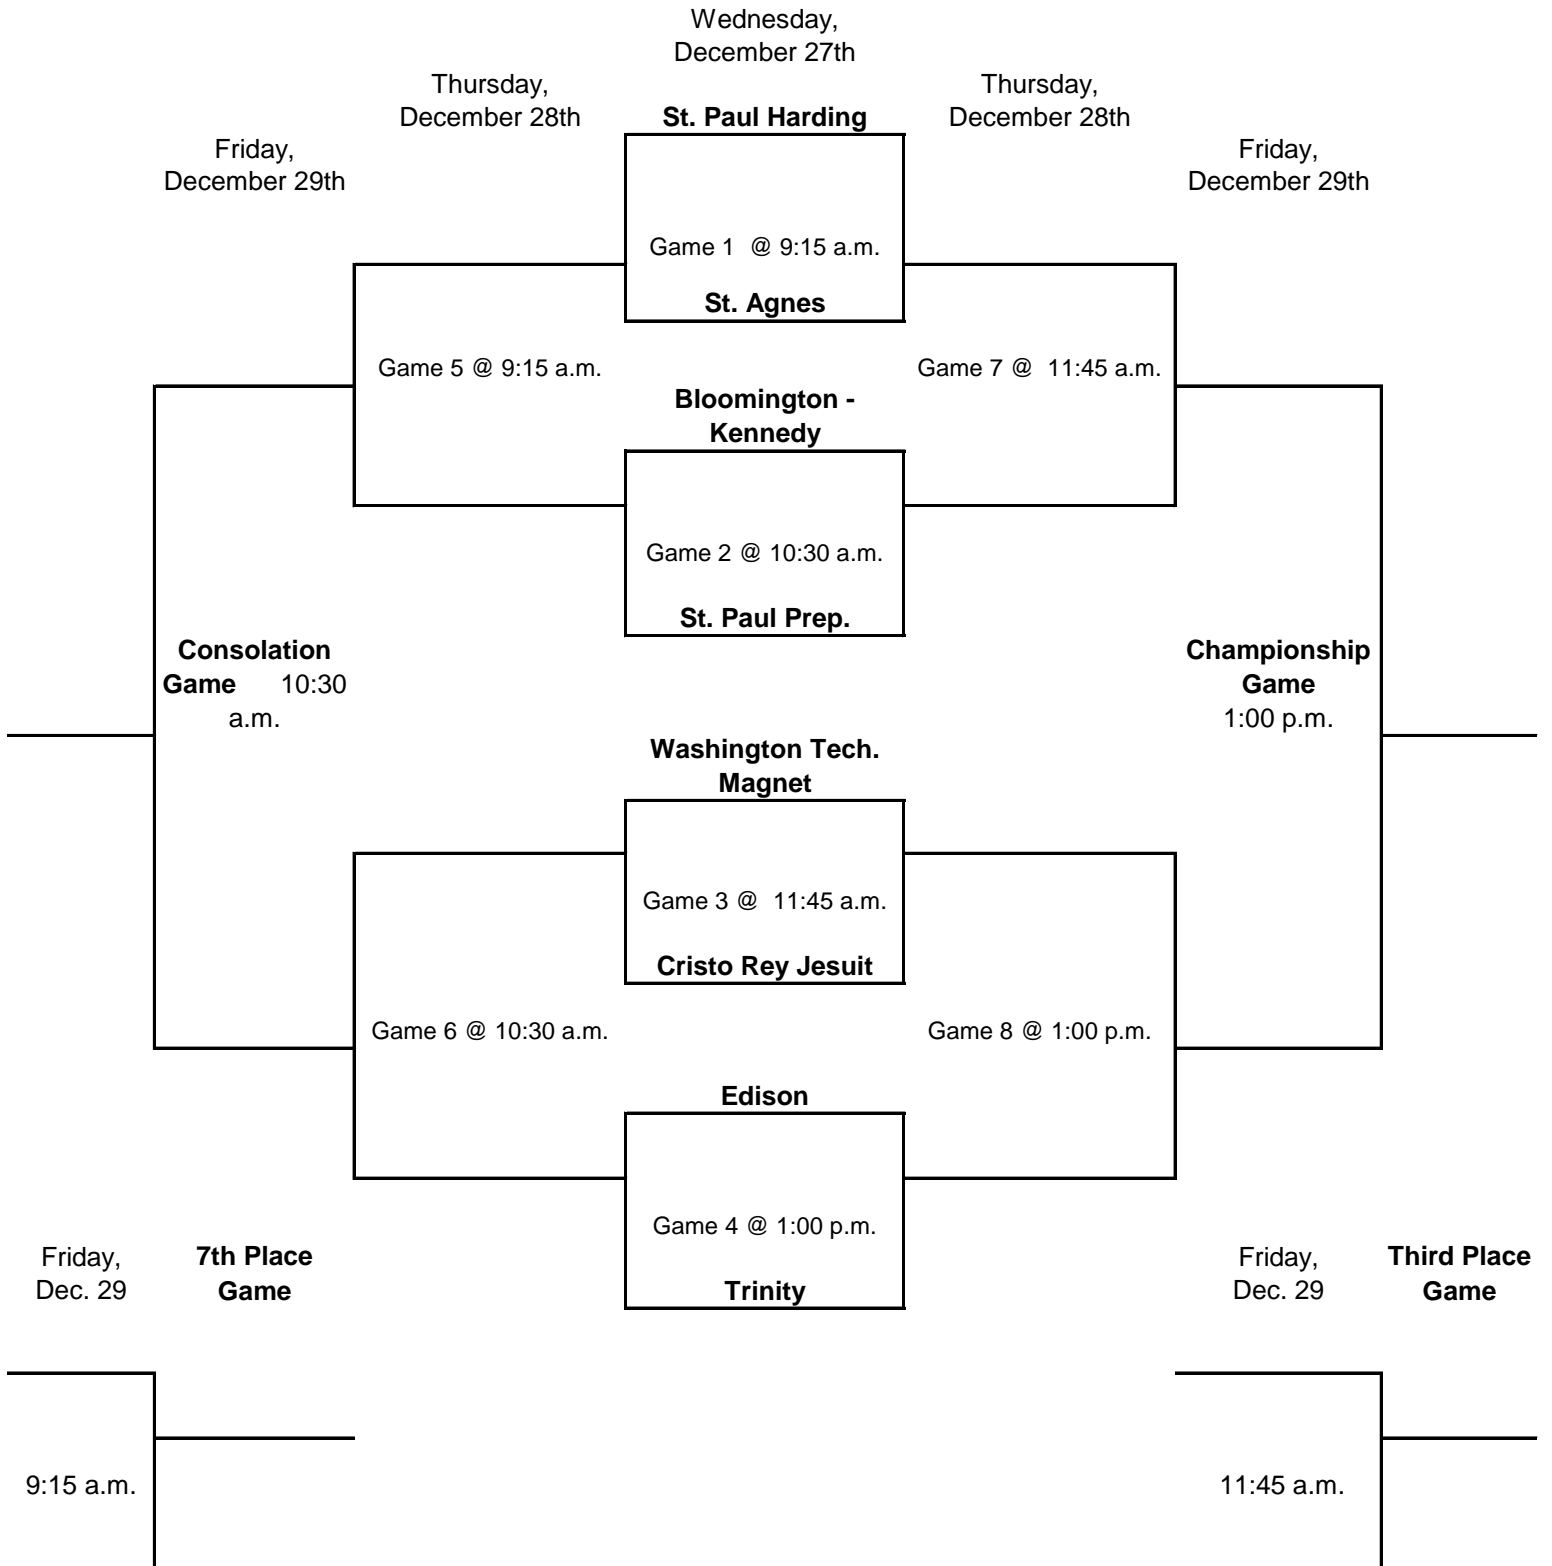 Wednesday,
December 27th
Thursday,
December 28th
Thursday,
December 28th
St. Paul Harding
Friday,
December 29th
Friday,
December 29th
Game 1 @ 9:15 a.m.
St. Agnes
Game 5 @ 9:15 a.m.
Game 7 @ 11:45 a.m.
Bloomington -
Kennedy
Game 2 @ 10:30 a.m.
St. Paul Prep.
Consolation
Game 10:30
a.m.
Championship
Game
1:00 p.m.
Washington Tech.
Magnet
Game 3 @ 11:45 a.m.
Cristo Rey Jesuit
Game 6 @ 10:30 a.m.
Game 8 @ 1:00 p.m.
Edison
Game 4 @ 1:00 p.m.
Trinity
Friday,
Dec. 29
7th Place
Game
Friday,
Dec. 29
Third Place
Game
9:15 a.m.
11:45 a.m.